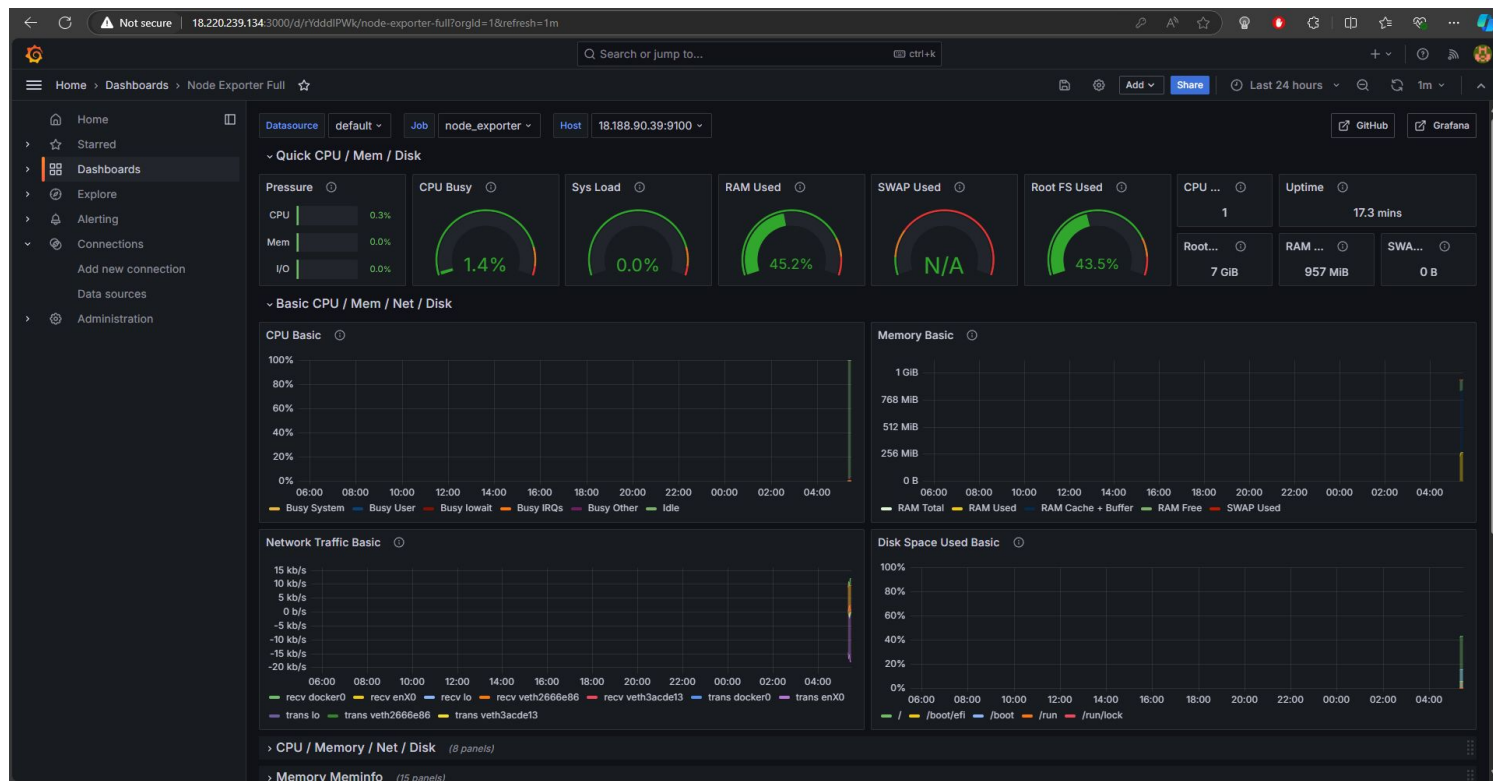 Not secure 18.220.239.134:3000/d/rYdddlPWk/node-exporter-full?orgId=1&refresh=1m
Search or jump to... ctrl+k
Home › Dashboards › Node Exporter Full
Add Share Last 24 hours 1m
Home
Starred
Dashboards
Explore
Alerting
Connections
Add new connection
Data sources
Administration
Datasource default Job node_exporter Host 18.188.90.39:9100 GitHub Grafana
Quick CPU / Mem / Disk
Pressure
CPU 0.3%
Mem 0.0%
I/O 0.0%
CPU Busy
1.4%
Sys Load
0.0%
RAM Used
45.2%
SWAP Used
N/A
Root FS Used
43.5%
CPU ...
1
Uptime
17.3 mins
Root...
7 GiB
RAM ...
957 MiB
SWA...
0 B
Basic CPU / Mem / Net / Disk
CPU Basic
100%
80%
60%
40%
20%
0%
06:00 08:00 10:00 12:00 14:00 16:00 18:00 20:00 22:00 00:00 02:00 04:00
Busy System Busy User Busy Iowait Busy IRQs Busy Other Idle
Memory Basic
1 GiB
768 MiB
512 MiB
256 MiB
0 B
06:00 08:00 10:00 12:00 14:00 16:00 18:00 20:00 22:00 00:00 02:00 04:00
RAM Total RAM Used RAM Cache + Buffer RAM Free SWAP Used
Network Traffic Basic
15 kb/s
10 kb/s
5 kb/s
0 b/s
-5 kb/s
-10 kb/s
-15 kb/s
-20 kb/s
06:00 08:00 10:00 12:00 14:00 16:00 18:00 20:00 22:00 00:00 02:00 04:00
recv docker0 recv enX0 recv lo recv veth2666e86 recv veth3acde13 trans docker0 trans enX0
trans lo trans veth2666e86 trans veth3acde13
Disk Space Used Basic
100%
80%
60%
40%
20%
0%
06:00 08:00 10:00 12:00 14:00 16:00 18:00 20:00 22:00 00:00 02:00 04:00
/ /boot/efi /boot /run /run/lock
CPU / Memory / Net / Disk (8 panels)
Memory Meminfo (15 panels)